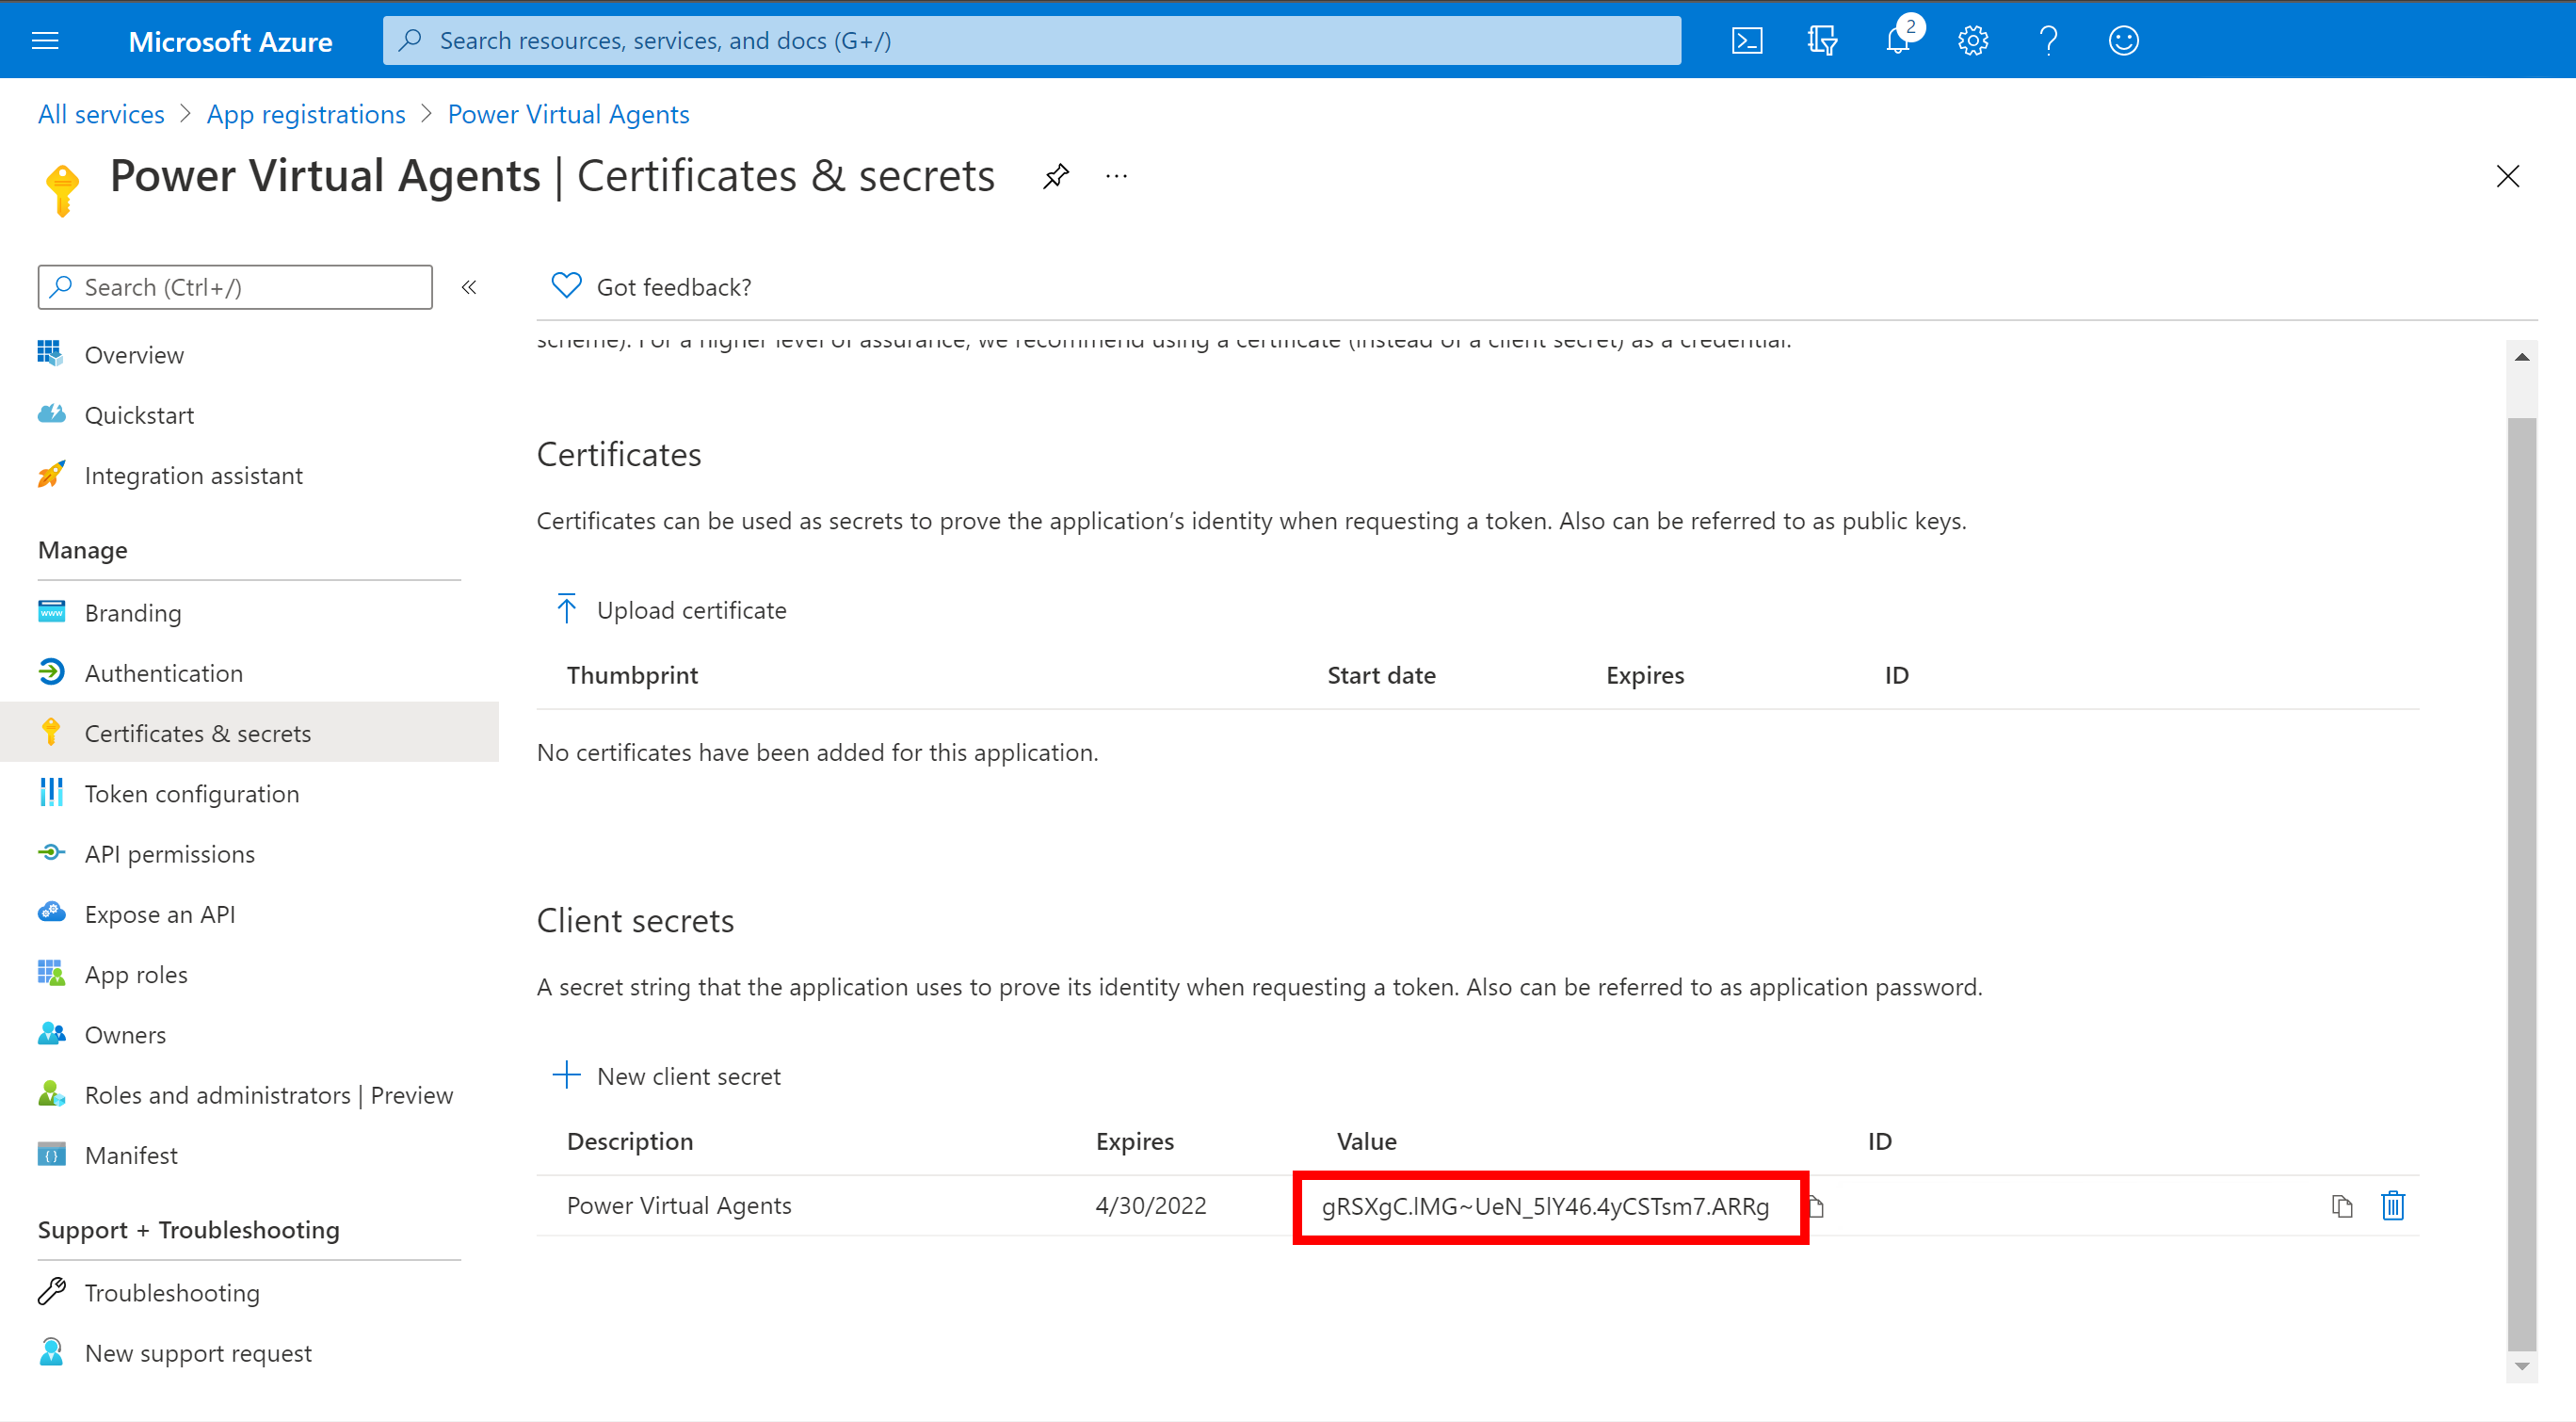 Microsoft Azure
Search resources, services, and docs (G+/)
2
All services > App registrations > Power Virtual Agents
Power Virtual Agents | Certificates & secrets
Search (Ctrl+/)
«
Got feedback?
scheme). For a higher level of assurance, we recommend using a certificate (instead of a client secret) as a credential.
Overview
Quickstart
Integration assistant
Manage
Branding
Authentication
Certificates & secrets
Token configuration
API permissions
Expose an API
App roles
Owners
Roles and administrators | Preview
Manifest
Support + Troubleshooting
Troubleshooting
New support request
Certificates
Certificates can be used as secrets to prove the application’s identity when requesting a token. Also can be referred to as public keys.
Upload certificate
Thumbprint Start date Expires ID
No certificates have been added for this application.
Client secrets
A secret string that the application uses to prove its identity when requesting a token. Also can be referred to as application password.
New client secret
Description Expires Value ID
Power Virtual Agents 4/30/2022 gRSXgC.lMG~UeN_5lY46.4yCSTsm7.ARRg